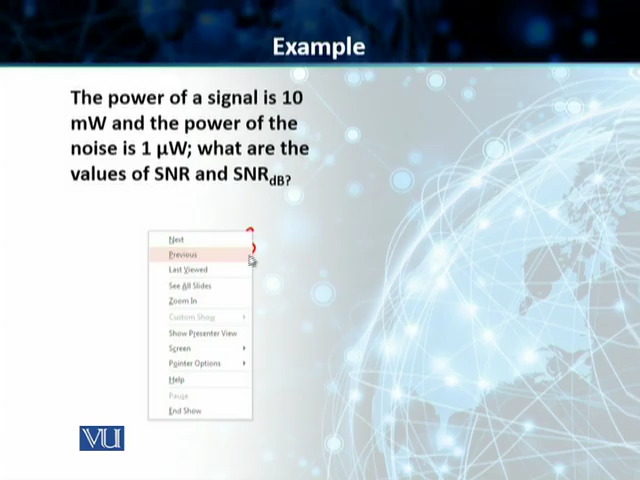 Example
The power of a signal is 10
mW and the power of the
noise is 1 μW; what are the
values of SNR and SNRdB?
Next
Previous
Last Viewed
See All Slides
Zoom In
Custom Show
Show Presenter View
Screen
Pointer Options
Help
Pause
End Show
VU